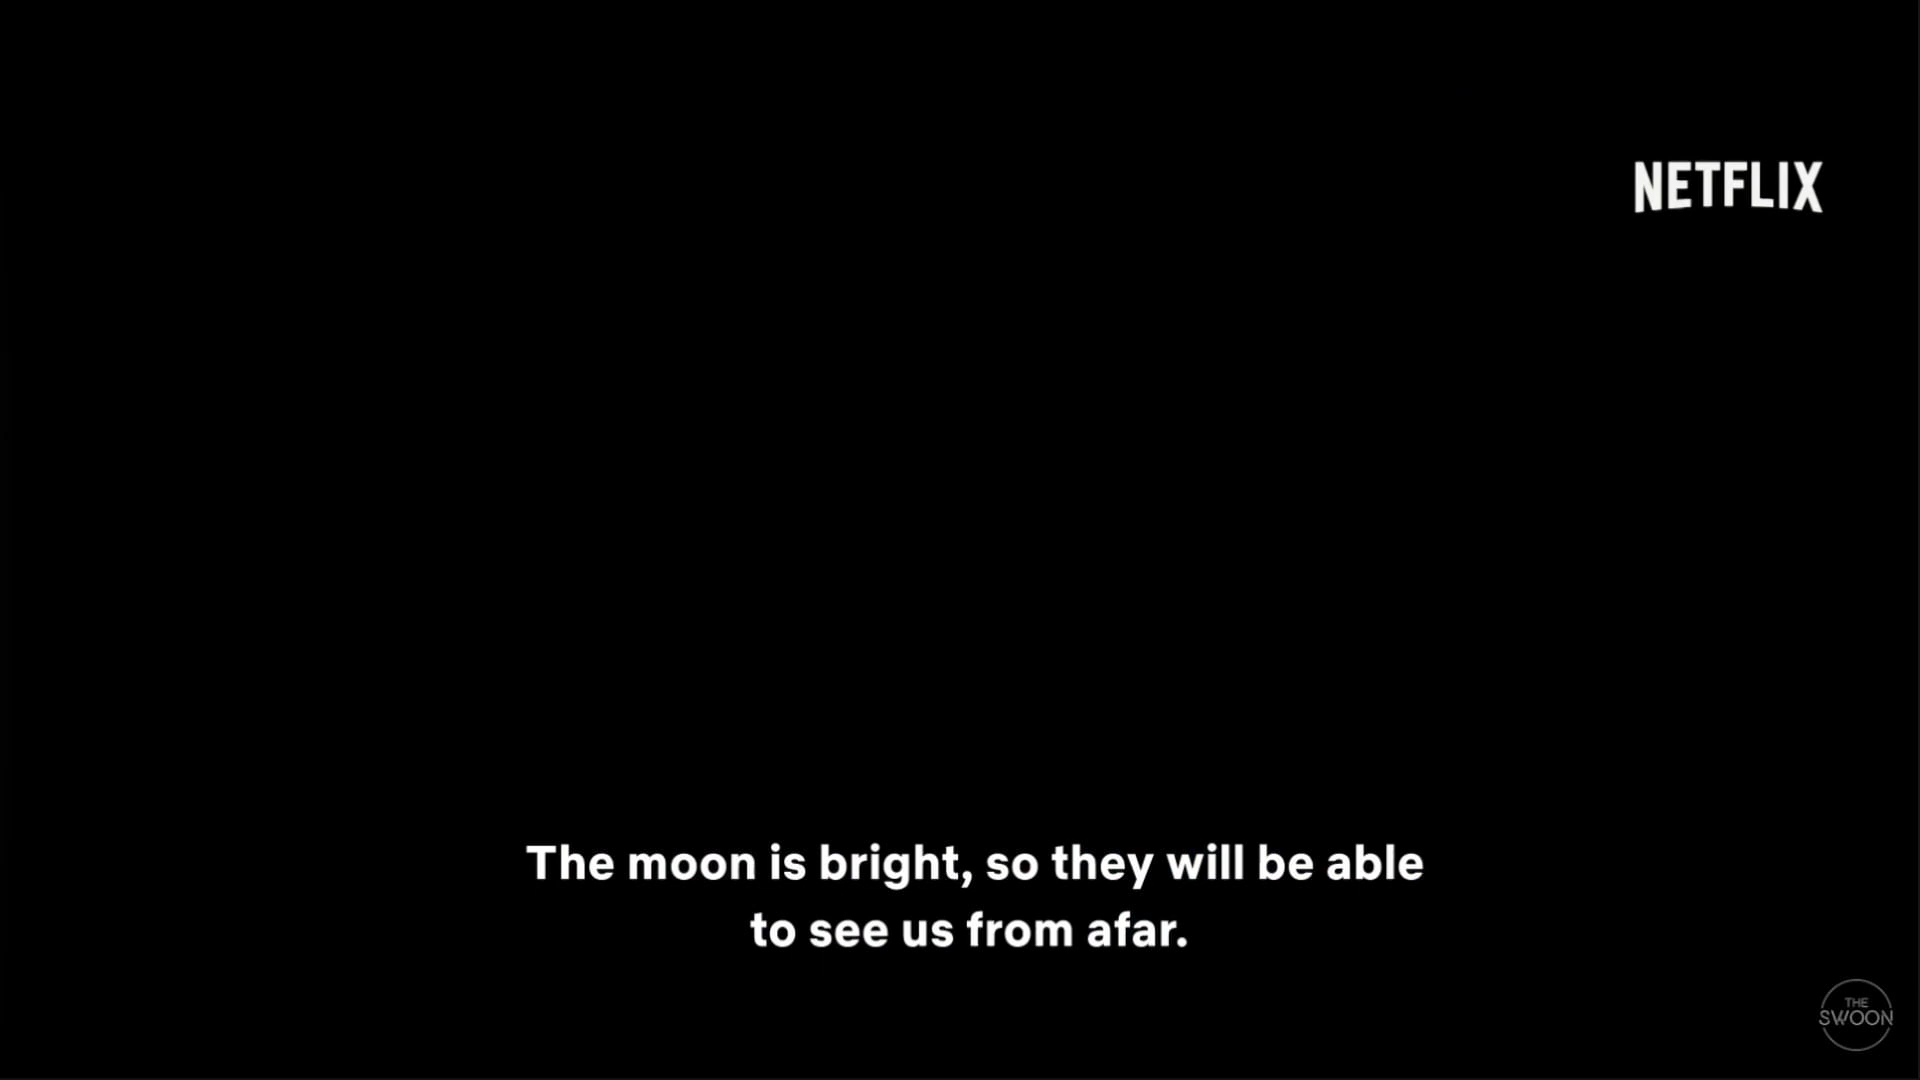 NETFLIX
The moon is bright, so they will be able
to see us from afar.
THE
SWOON